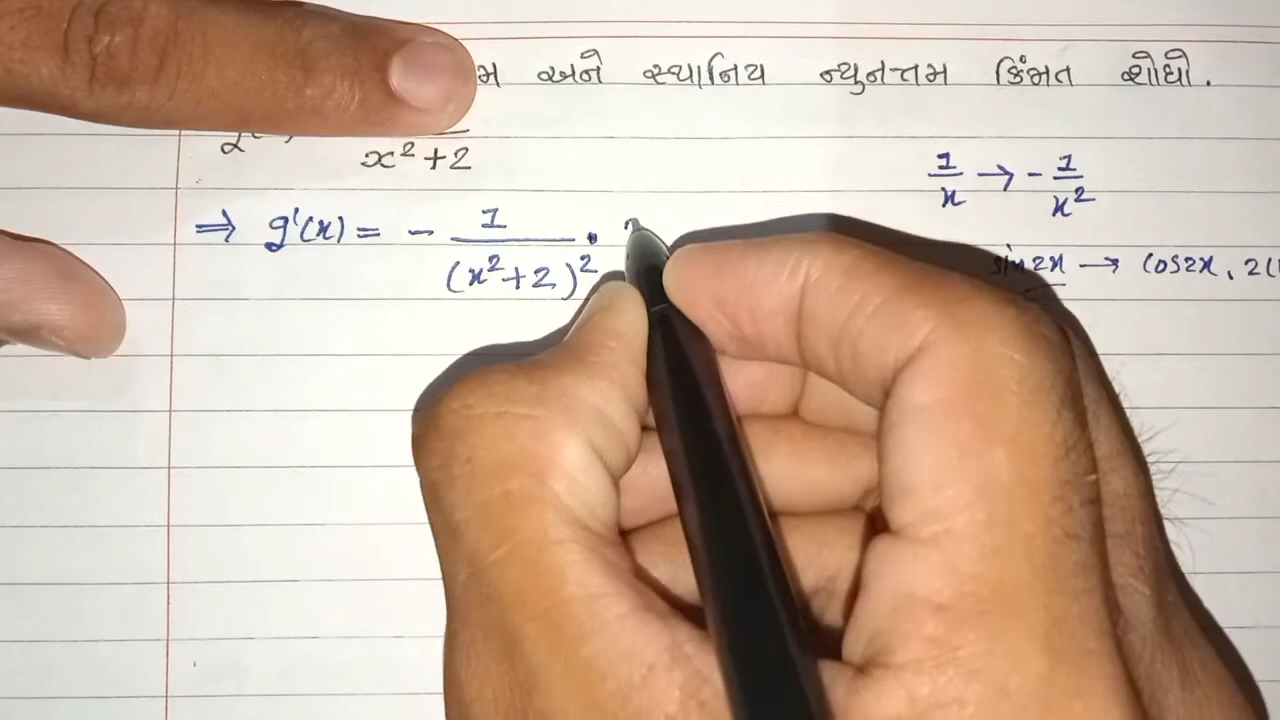 અને સ્થાનિય ન્યુનત્તમ કિંમત શોધો.
x²+2
1/x → - 1/x²
⇒ g'(x) = - 1/(x²+2)² ·
sin2x → cos2x . 2(